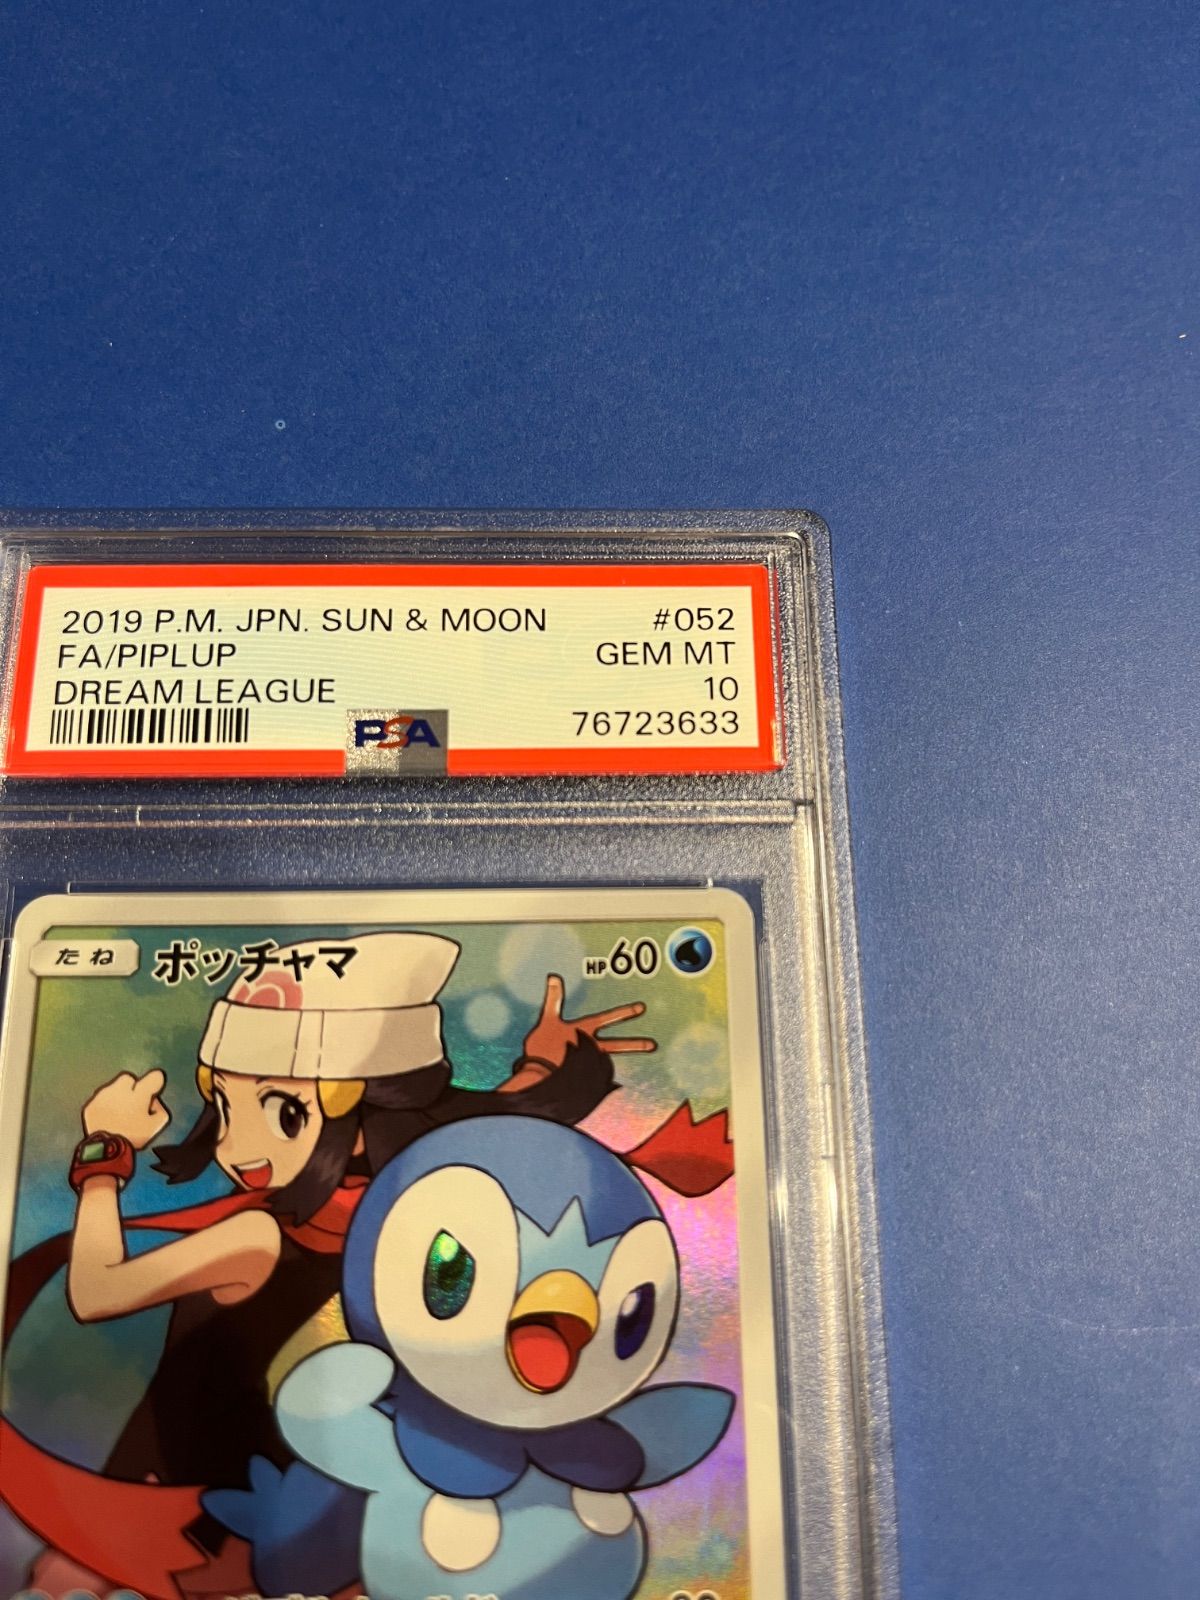 2019 P.M. JPN. SUN & MOON #052
FA/PIPLUP GEM MT
DREAM LEAGUE 10
PSA 76723633
たね ポッチャマ HP60